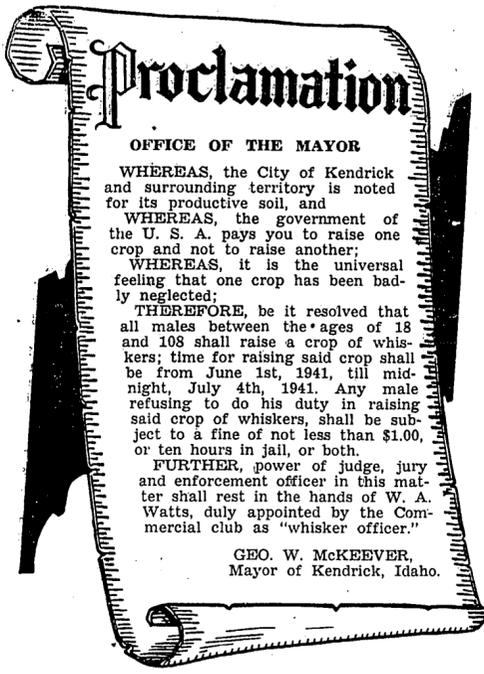 Proclamation
OFFICE OF THE MAYOR
WHEREAS, the City of Kendrick
and surrounding territory is noted
for its productive soil, and
WHEREAS, the government of
the U. S. A. pays you to raise one
crop and not to raise another;
WHEREAS, it is the universal
feeling that one crop has been bad-
ly neglected;
THEREFORE, be it resolved that
all males between the ages of 18
and 108 shall raise a crop of whis-
kers; time for raising said crop shall
be from June 1st, 1941, till mid-
night, July 4th, 1941. Any male
refusing to do his duty in raising
said crop of whiskers, shall be sub-
ject to a fine of not less than $1.00,
or ten hours in jail, or both.
FURTHER, power of judge, jury
and enforcement officer in this mat-
ter shall rest in the hands of W. A.
Watts, duly appointed by the Com-
mercial club as "whisker officer."
GEO. W. McKEEVER,
Mayor of Kendrick, Idaho.